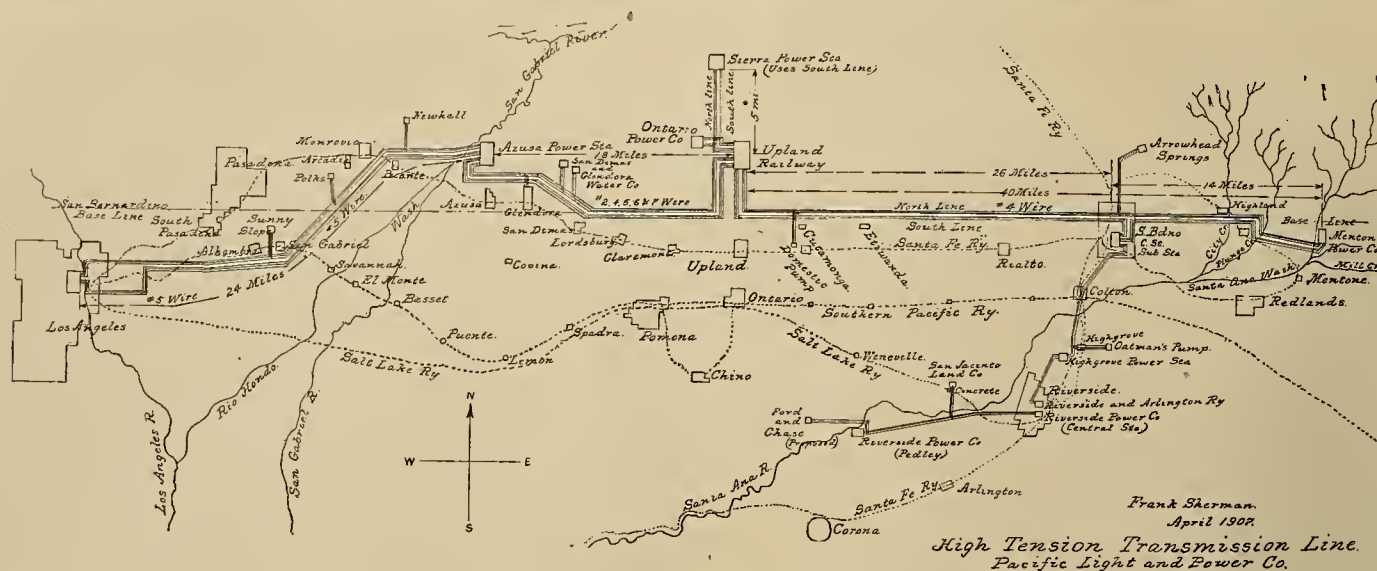 San Gabriel River.
Sierra Power Sta
(Uses South Line)
North line
South line
5 mi
Santa Fe Ry
Newhall
Ontario
Power Co
Arrowhead
Springs
Monrovia
Azusa Power Sta
18 Miles
Upland
Railway
Pasadena
Arcadia
San Dimas
and
Glendora
Water Co
26 Miles
Polks
Duarte
40 Miles
14 Miles
#5 Wire
Wash
Azusa
Glendora
#2, 4, 5, 6 & 7 Wire
North Line
#4 Wire
Highland
San Bernardino
Base Line
South
Pasadena
Sunny
Slope
Base Line
San Dimas
South Line
S. Bdno
C. St.
Sub Sta
City Cr.
Plunge Cr.
Mentone
Power Co
Alhambra
San Gabriel
Lordsburg
Cucamonga
Etiwanda.
Santa Fe Ry
Claremont
Domestic
Pump
Mill Cr.
Savannah
Covina.
Upland.
Rialto.
Santa Ana Wash
24 Miles
El Monte
Mentone.
#5 Wire
Basset
Ontario
Colton.
Redlands.
Los Angeles
Southern Pacific Ry.
Spadra.
Pomona
Puente.
Lemon
Highgrove
Oatman's Pump.
Salt Lake Ry
Salt Lake Ry
Wineville.
Highgrove Power Sta
Rio Hondo.
Chino
San Jacinto
Land Co
Concrete
Riverside.
Riverside and Arlington Ry
Riverside Power Co
(Central Sta)
Ford
and
Chase
(Proposed)
Riverside Power Co
(Pedley)
Los Angeles R.
San Gabriel R.
N
W
E
S
Santa Ana R.
Santa Fe Ry
Arlington
Corona
Frank Sherman.
April 1907.
High Tension Transmission Line.
Pacific Light and Power Co.